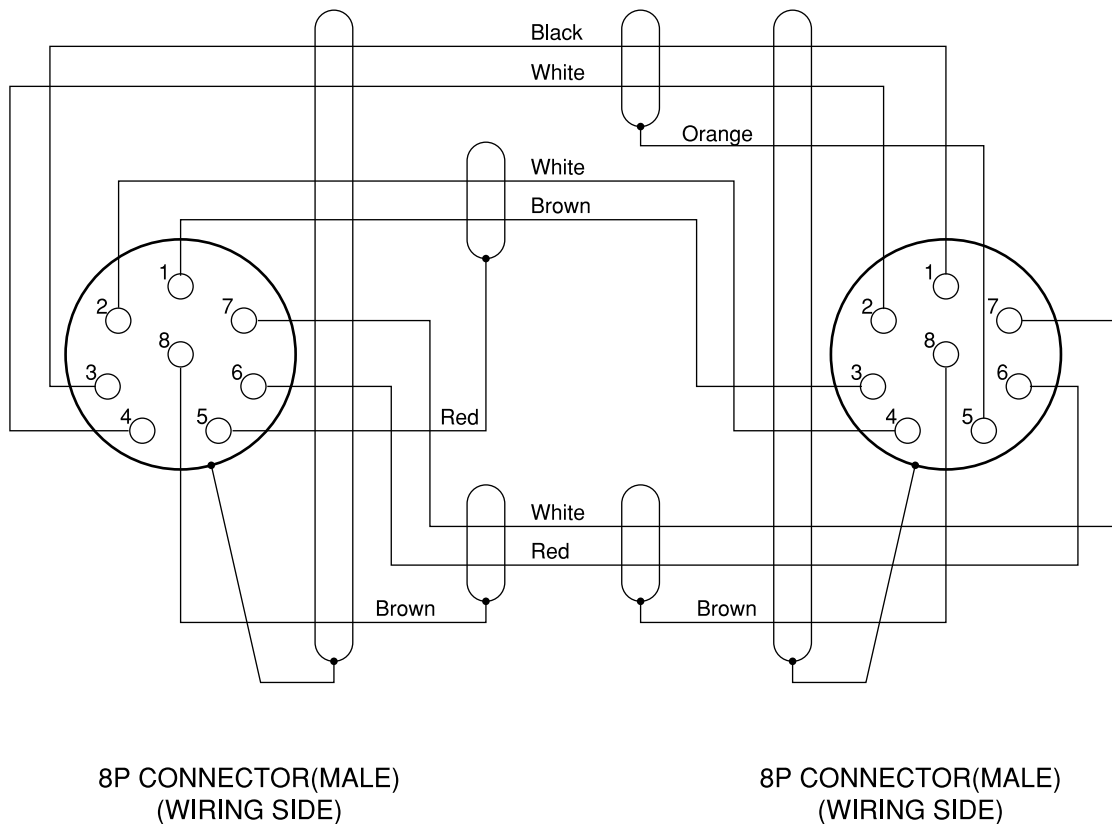 Black
White
Orange
White
Brown
1
2
7
8
3
6
4
5
1
2
7
8
3
6
4
5
Red
White
Red
Brown
Brown
8P CONNECTOR(MALE)
(WIRING SIDE)
8P CONNECTOR(MALE)
(WIRING SIDE)